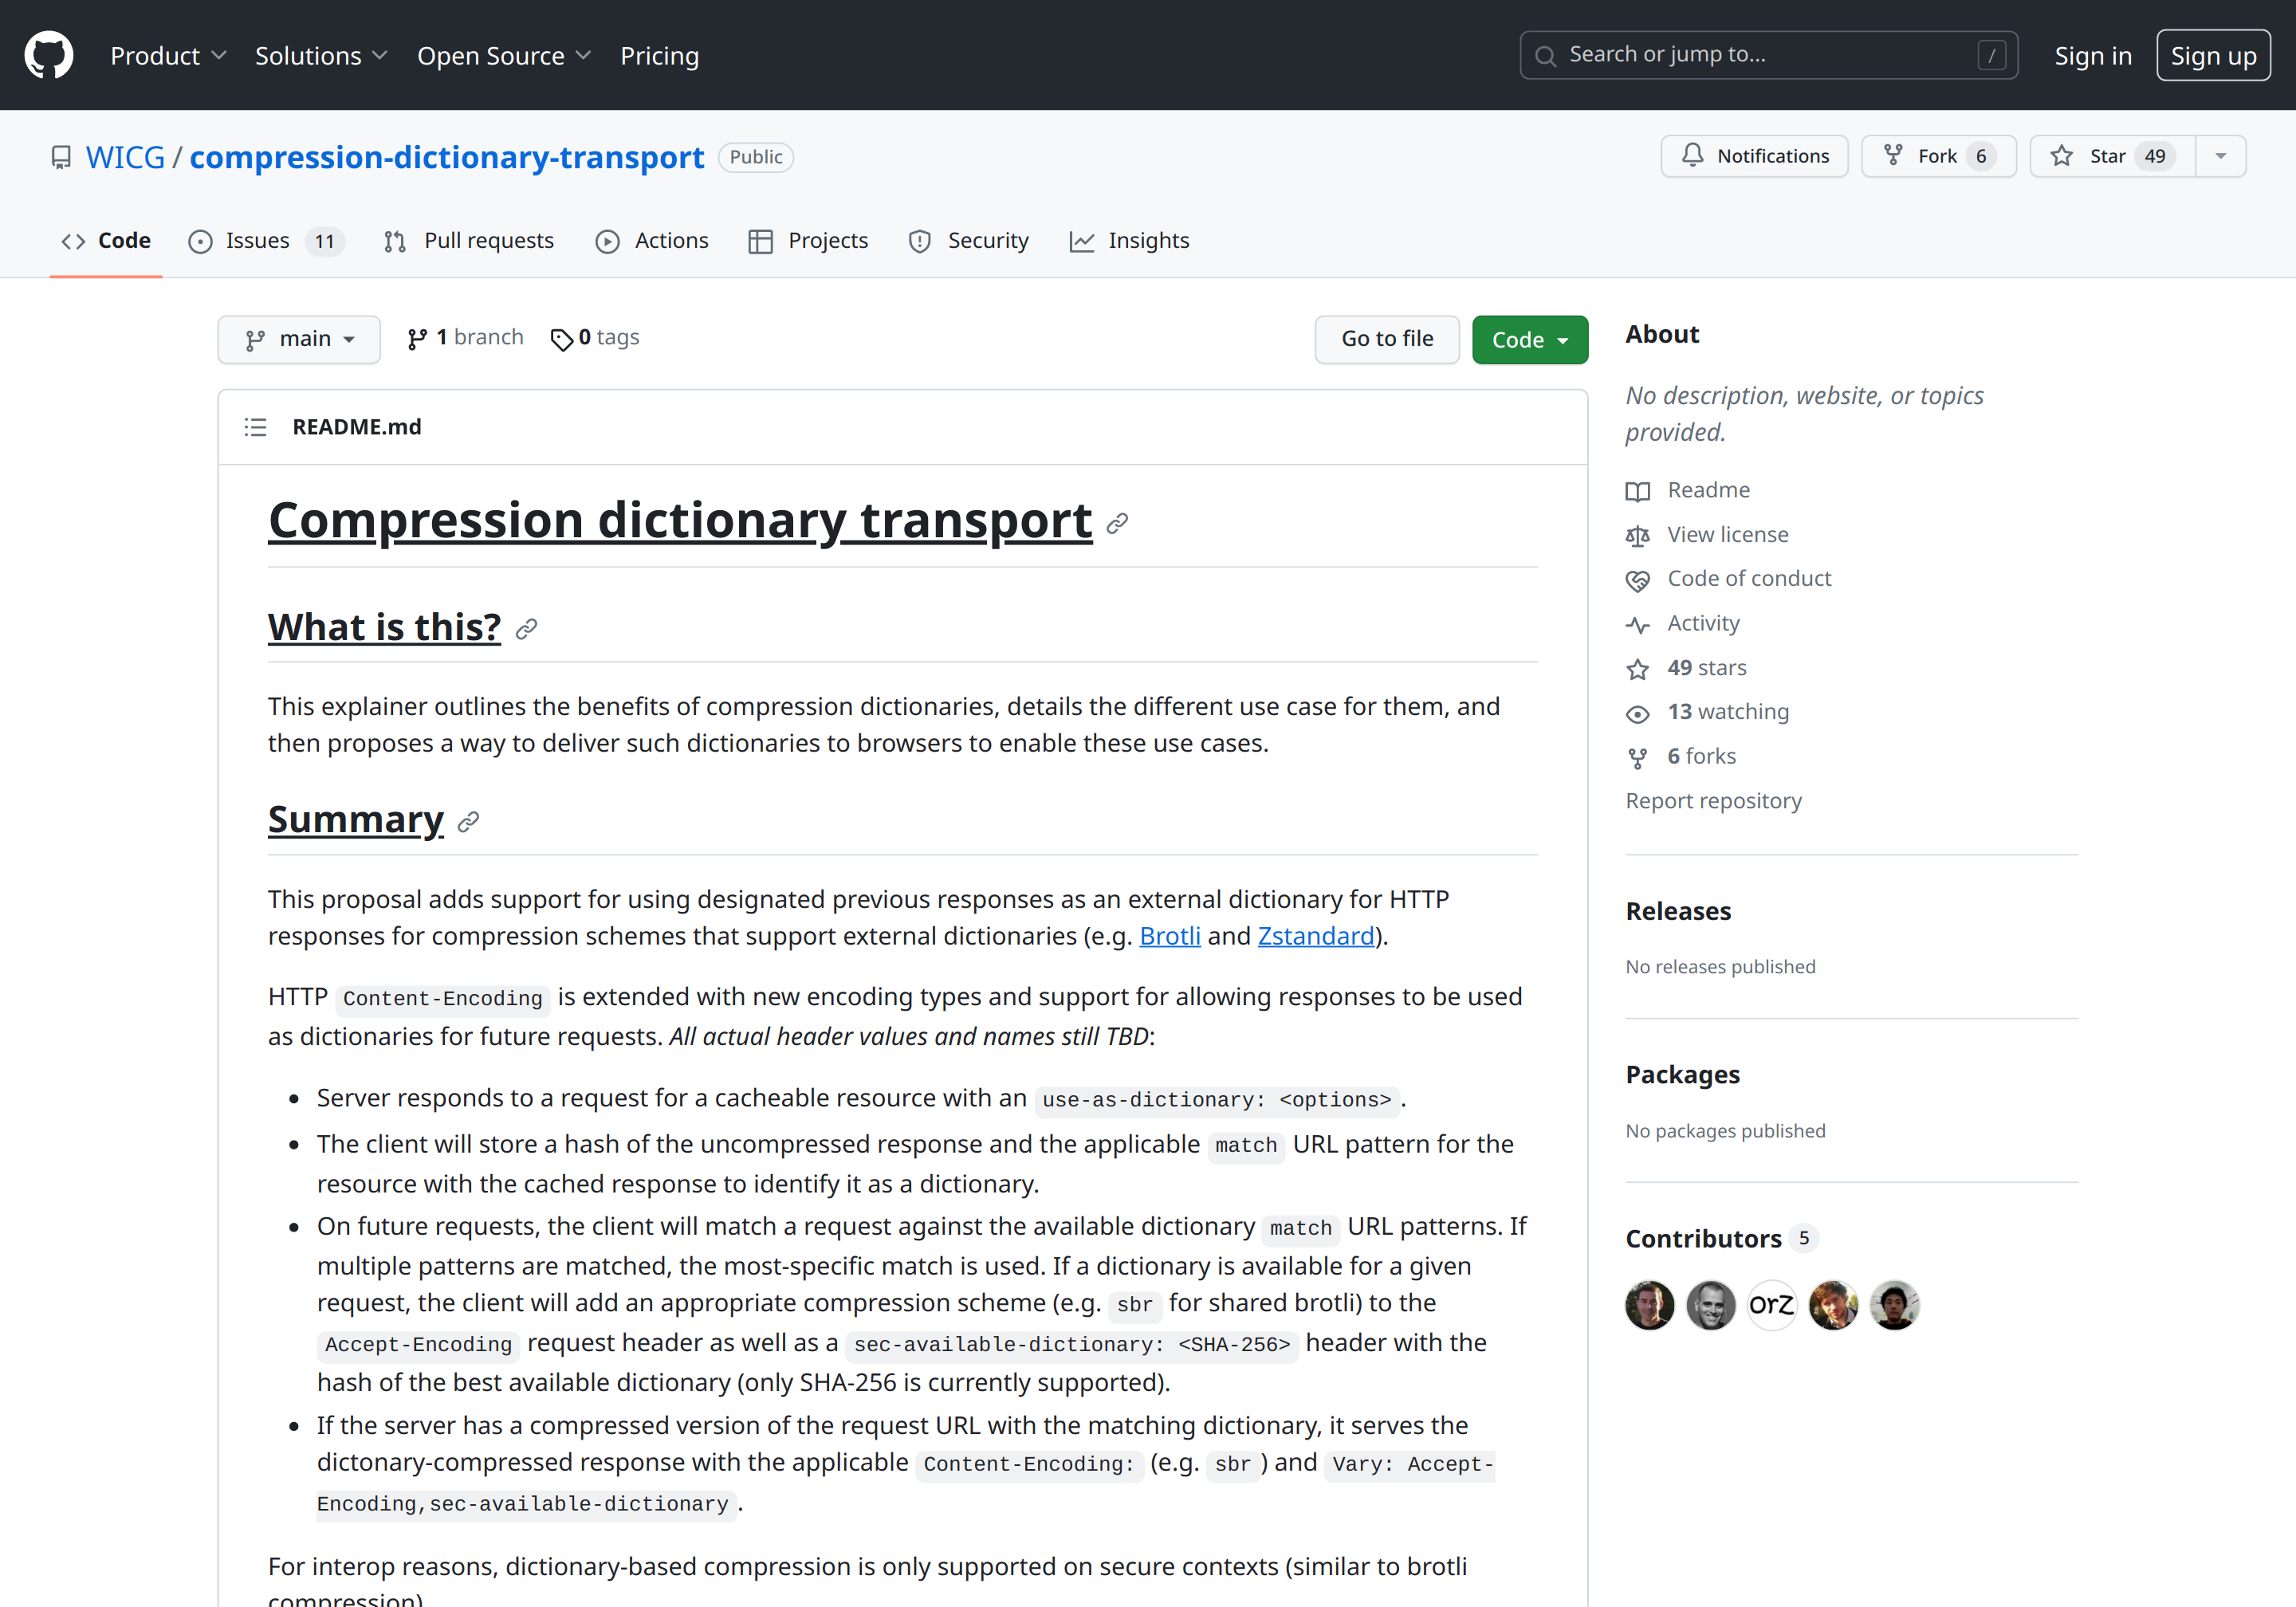 Product Solutions Open Source Pricing Search or jump to... / Sign in Sign up
WICG / compression-dictionary-transport Public Notifications Fork 6 Star 49
Code Issues 11 Pull requests Actions Projects Security Insights
main 1 branch 0 tags Go to file Code
README.md
Compression dictionary transport
What is this?
This explainer outlines the benefits of compression dictionaries, details the different use case for them, and
then proposes a way to deliver such dictionaries to browsers to enable these use cases.
Summary
This proposal adds support for using designated previous responses as an external dictionary for HTTP
responses for compression schemes that support external dictionaries (e.g. Brotli and Zstandard).
HTTP Content-Encoding is extended with new encoding types and support for allowing responses to be used
as dictionaries for future requests. All actual header values and names still TBD:
• Server responds to a request for a cacheable resource with an use-as-dictionary: <options> .
• The client will store a hash of the uncompressed response and the applicable match URL pattern for the
resource with the cached response to identify it as a dictionary.
• On future requests, the client will match a request against the available dictionary match URL patterns. If
multiple patterns are matched, the most-specific match is used. If a dictionary is available for a given
request, the client will add an appropriate compression scheme (e.g. sbr for shared brotli) to the
Accept-Encoding request header as well as a sec-available-dictionary: <SHA-256> header with the
hash of the best available dictionary (only SHA-256 is currently supported).
• If the server has a compressed version of the request URL with the matching dictionary, it serves the
dictonary-compressed response with the applicable Content-Encoding: (e.g. sbr ) and Vary: Accept-
Encoding,sec-available-dictionary .
For interop reasons, dictionary-based compression is only supported on secure contexts (similar to brotli
compression)
About
No description, website, or topics
provided.
Readme
View license
Code of conduct
Activity
49 stars
13 watching
6 forks
Report repository
Releases
No releases published
Packages
No packages published
Contributors 5
orZ